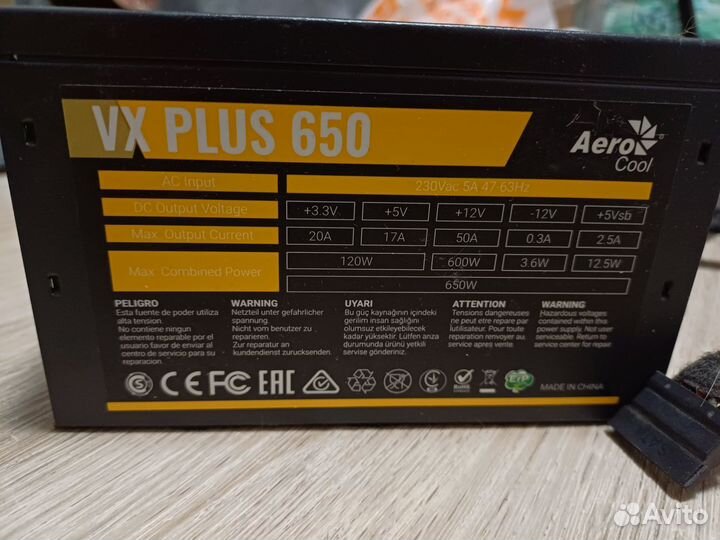 VX PLUS 650
Aero
Cool
AC Input 230Vac 5A 47-63Hz
DC Output Voltage +3.3V +5V +12V -12V +5Vsb
Max. Output Current 20A 17A 50A 0.3A 2.5A
Max. Combined Power 120W 600W 3.6W 12.5W
650W
PELIGRO
Esta fuente de poder utiliza
alta tension.
No contiene ningun
elemento reparable por el
usuario favor de enviar al
centro de servicio para su
reparacion.
WARNING
Netzteil unter gefahrlicher
spannung.
Nicht vom benutzer zu
reparieren.
Zur reparatur an
kundendienst zurucksenden.
UYARI
Bu güç kaynağının içindeki
gerilim insan sağlığını
olumsuz etkileyebilecek
kadar yüksektir. Lütfen arıza
durumunda ürünü yetkili
servise gönderiniz.
ATTENTION
Tensions dangereuses
ne peut etre repare par
lutilisateur. Pour toute
reparation renvoyer au
service apres vente.
WARNING
Hazardous voltages
contained within this
power supply. Not user
serviceable. Return to
service center for repair.
S CE FC EAC
RoHS
ErP
MADE IN CHINA
SATA
Avito